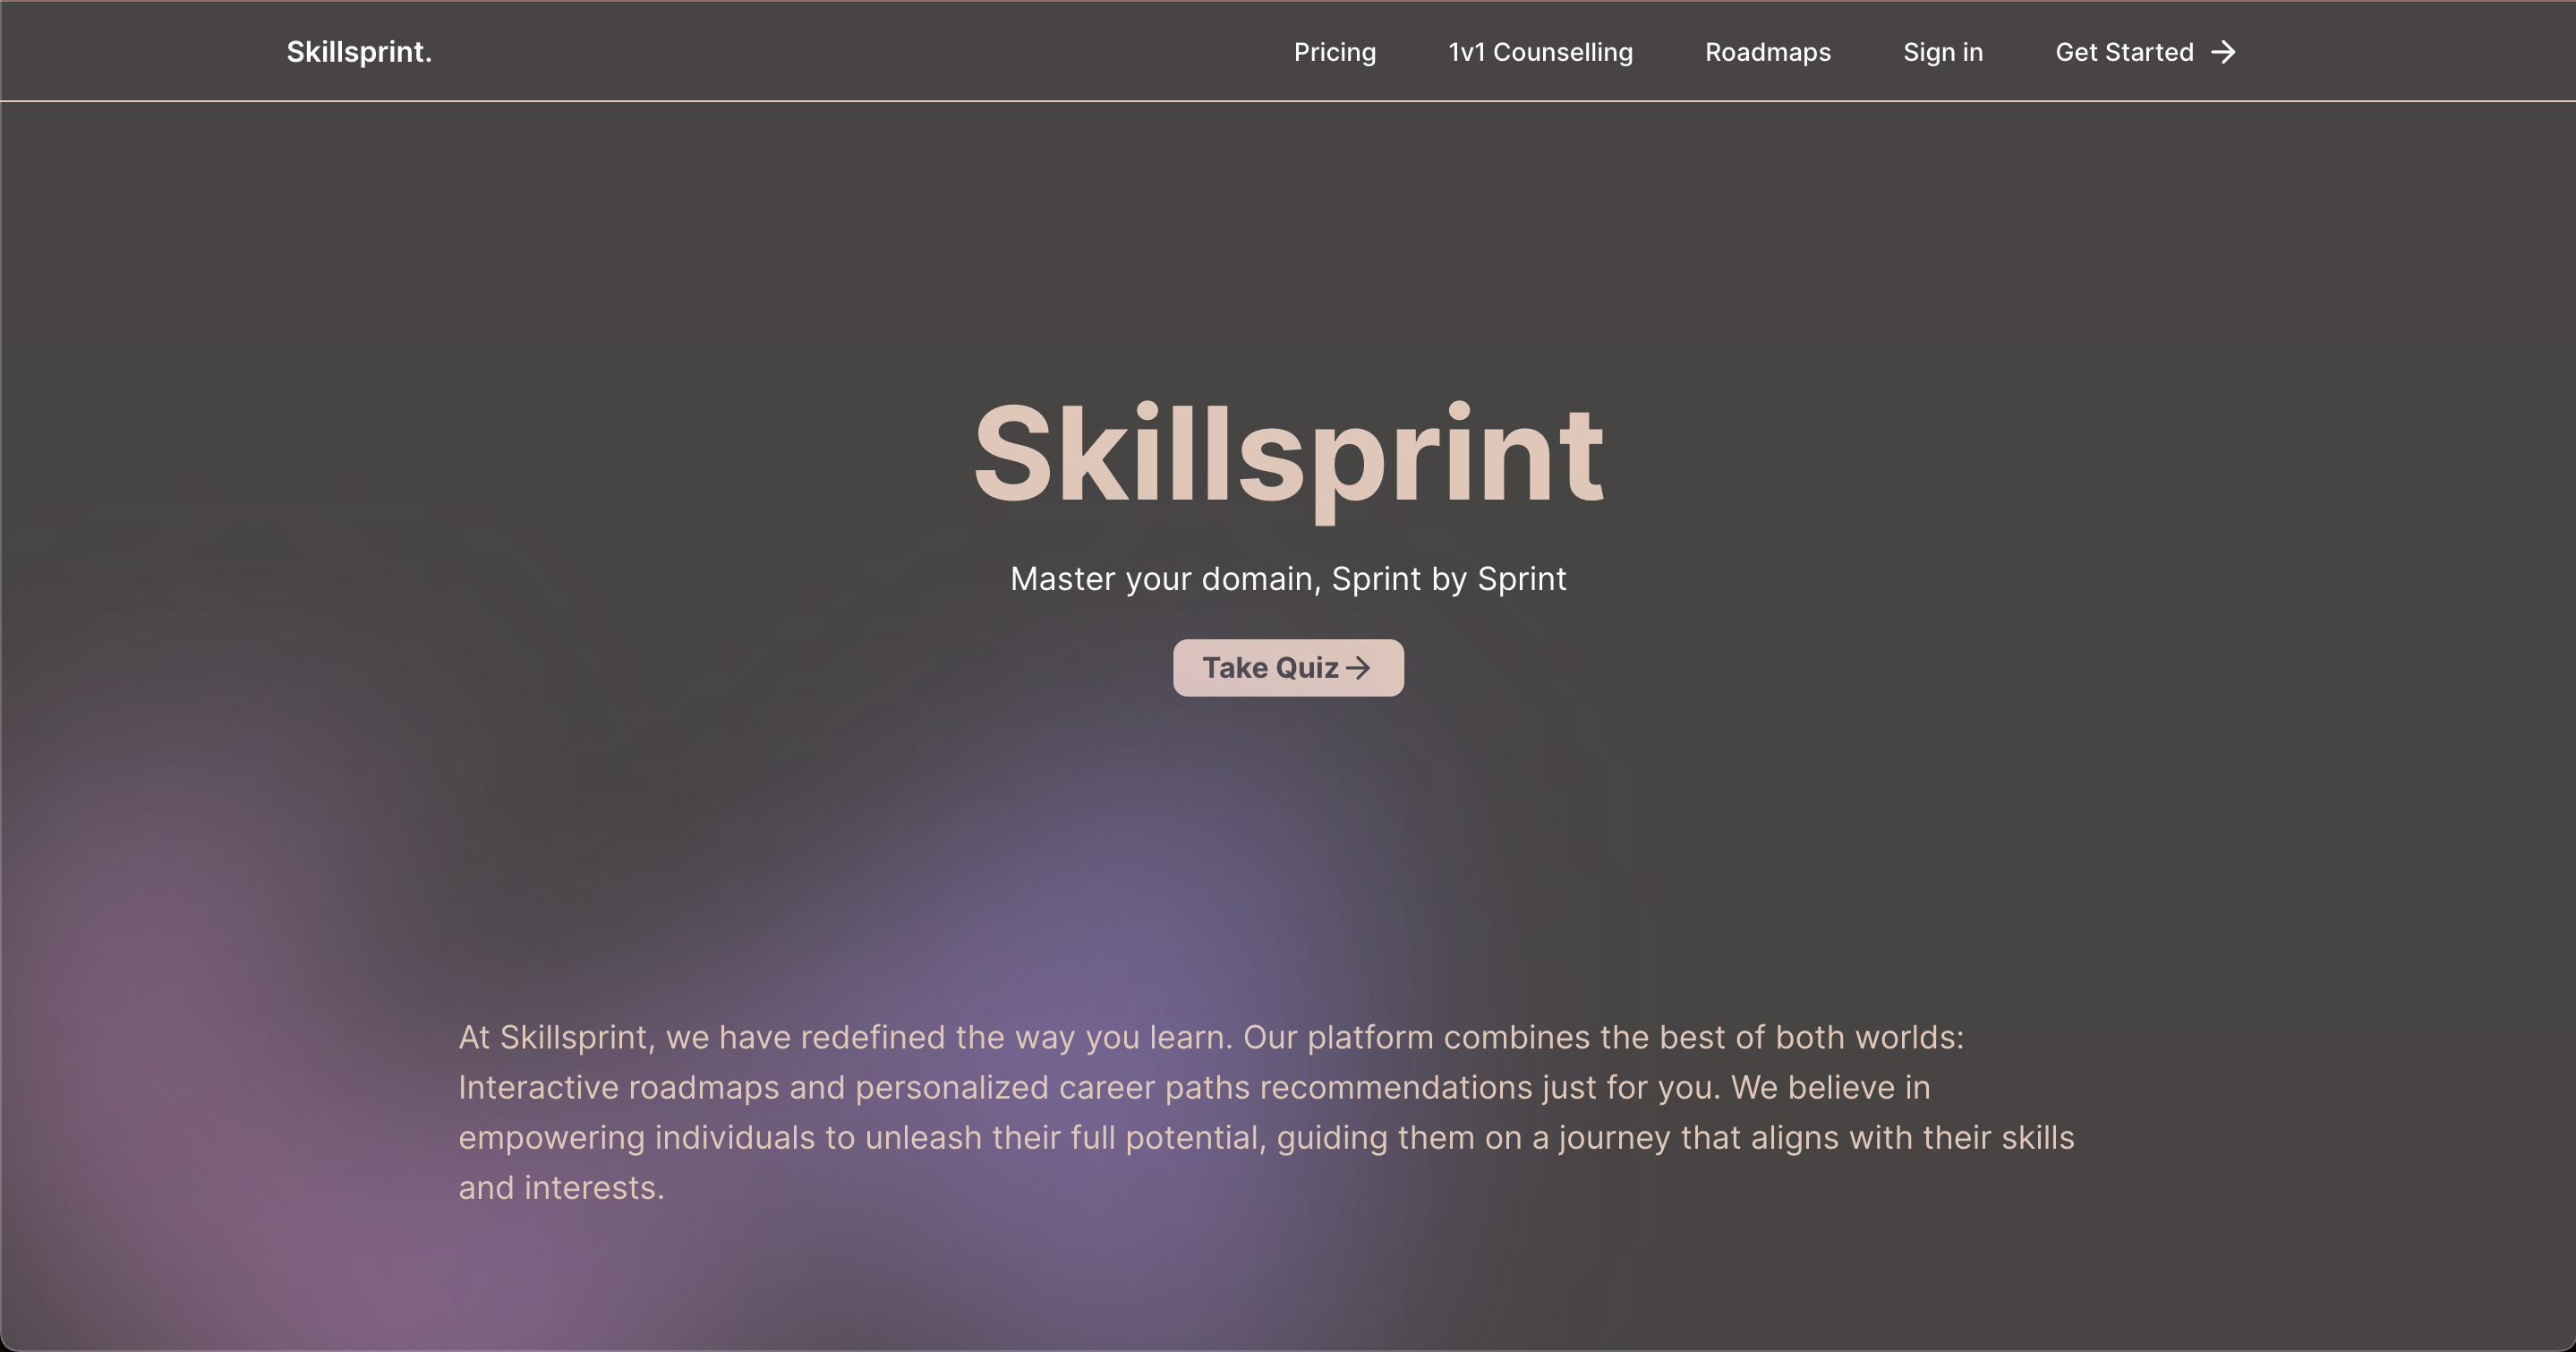 Skillsprint.
Pricing
1v1 Counselling
Roadmaps
Sign in
Get Started
Skillsprint
Master your domain, Sprint by Sprint
Take Quiz
At Skillsprint, we have redefined the way you learn. Our platform combines the best of both worlds:
Interactive roadmaps and personalized career paths recommendations just for you. We believe in
empowering individuals to unleash their full potential, guiding them on a journey that aligns with their skills
and interests.